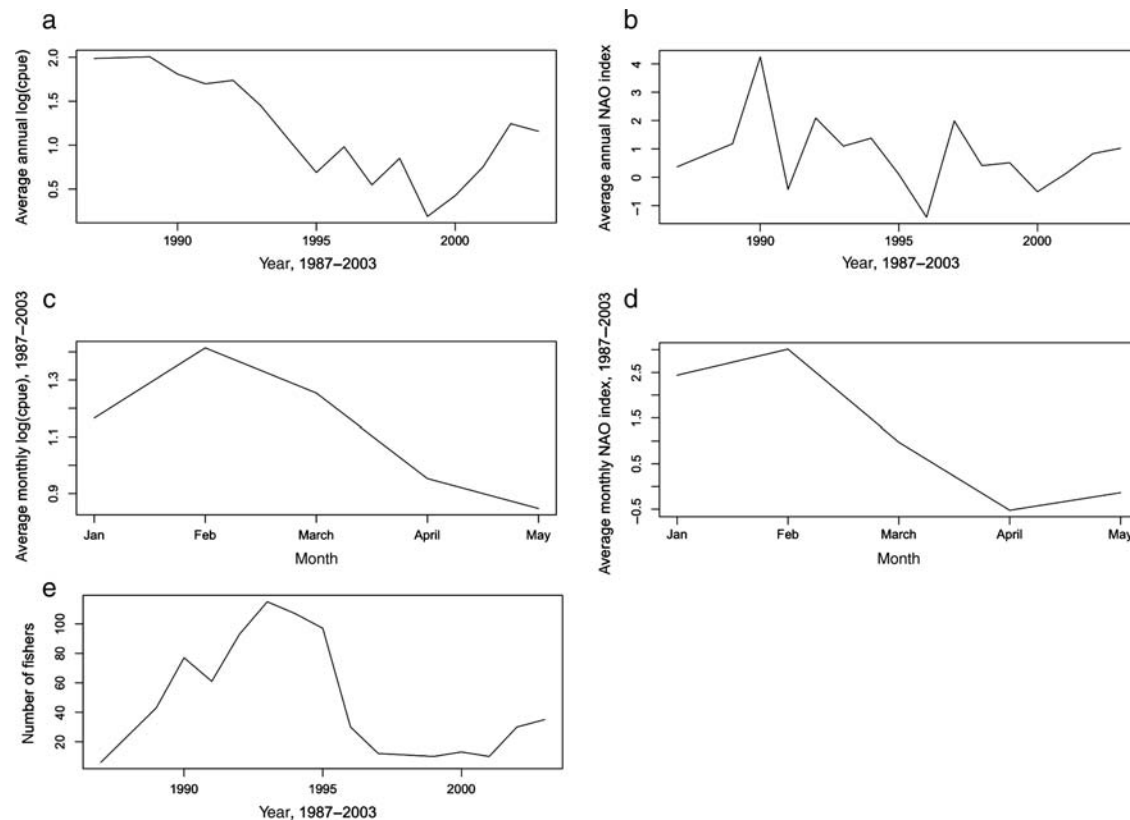 a
Average annual log(cpue)
2.0
1.5
1.0
0.5
1990 1995 2000
Year, 1987–2003
b
Average annual NAO index
4
3
2
1
0
−1
1990 1995 2000
Year, 1987–2003
c
Average monthly log(cpue), 1987–2003
1.3
1.1
0.9
Jan Feb March April May
Month
d
Average monthly NAO index, 1987–2003
2.5
1.5
0.5
−0.5
Jan Feb March April May
Month
e
Number of fishers
100
80
60
40
20
1990 1995 2000
Year, 1987–2003